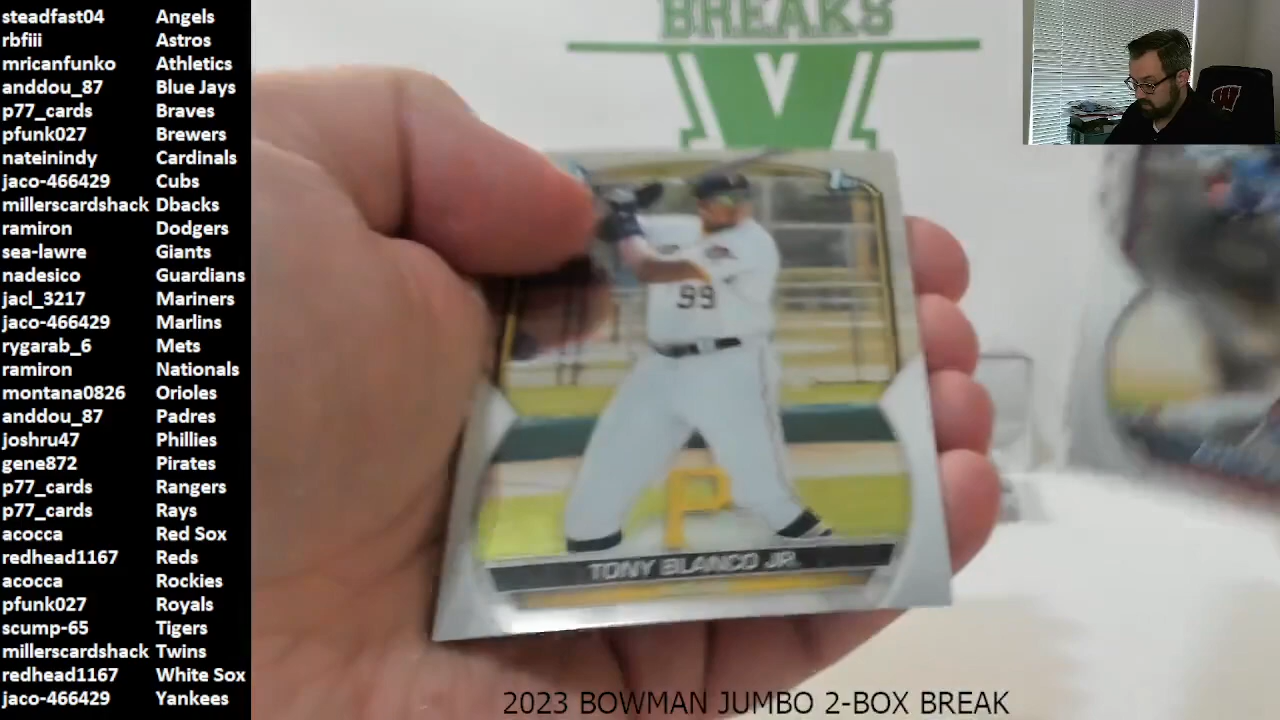 steadfast04 Angels
rbfiii Astros
mricanfunko Athletics
anddou_87 Blue Jays
p77_cards Braves
pfunk027 Brewers
nateinindy Cardinals
jaco-466429 Cubs
millerscardshack Dbacks
ramiron Dodgers
sea-lawre Giants
nadesico Guardians
jacl_3217 Mariners
jaco-466429 Marlins
rygarab_6 Mets
ramiron Nationals
montana0826 Orioles
anddou_87 Padres
joshru47 Phillies
gene872 Pirates
p77_cards Rangers
p77_cards Rays
acocca Red Sox
redhead1167 Reds
acocca Rockies
pfunk027 Royals
scump-65 Tigers
millerscardshack Twins
redhead1167 White Sox
jaco-466429 Yankees
BREAKS
V
W
99
P
TONY BLANCO JR.
2023 BOWMAN JUMBO 2-BOX BREAK